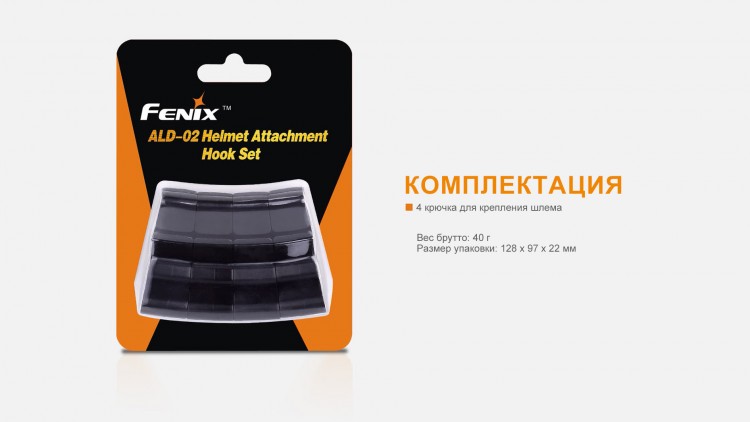 FENIX™
ALD-02 Helmet Attachment
Hook Set
КОМПЛЕКТАЦИЯ
4 крючка для крепления шлема
Вес брутто: 40 г
Размер упаковки: 128 x 97 x 22 мм